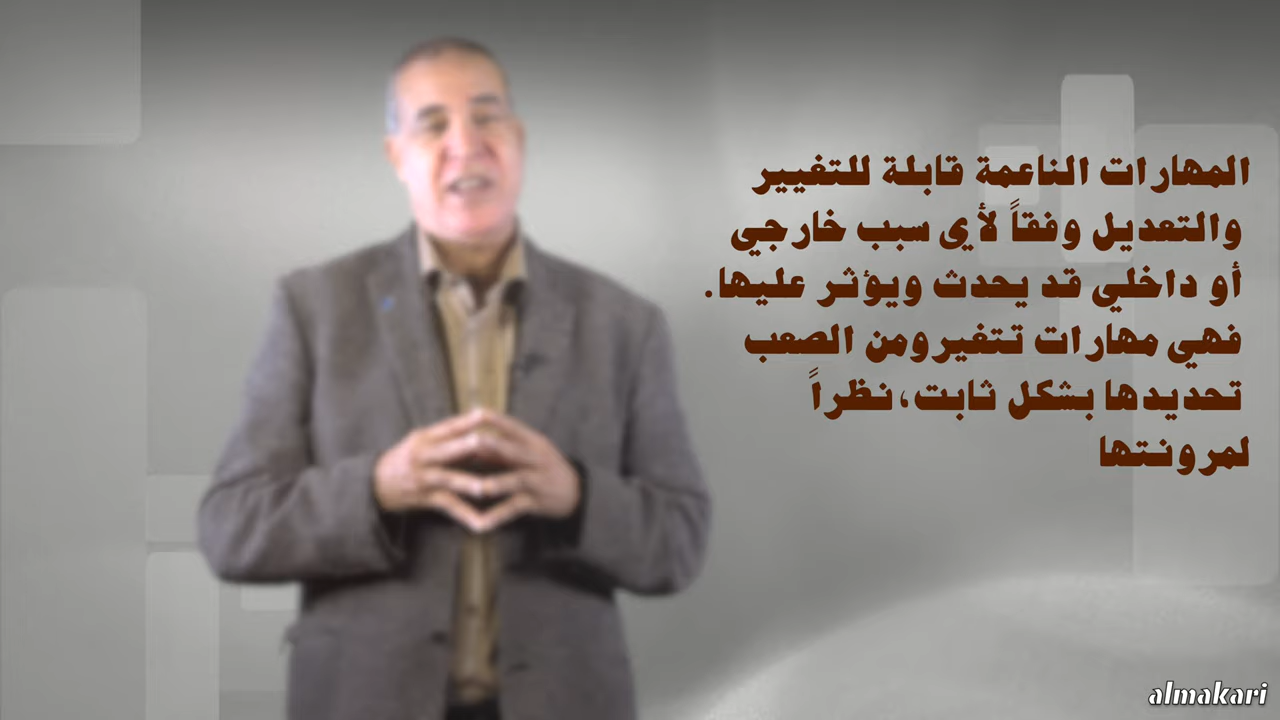 المهارات الناعمة قابلة للتغيير
والتعديل وفقاً لأي سبب خارجي
أو داخلي قد يحدث ويؤثر عليها.
فهي مهارات تتغيرومن الصعب
تحديدها بشكل ثابت،نظراً
لمرونتها
almakari